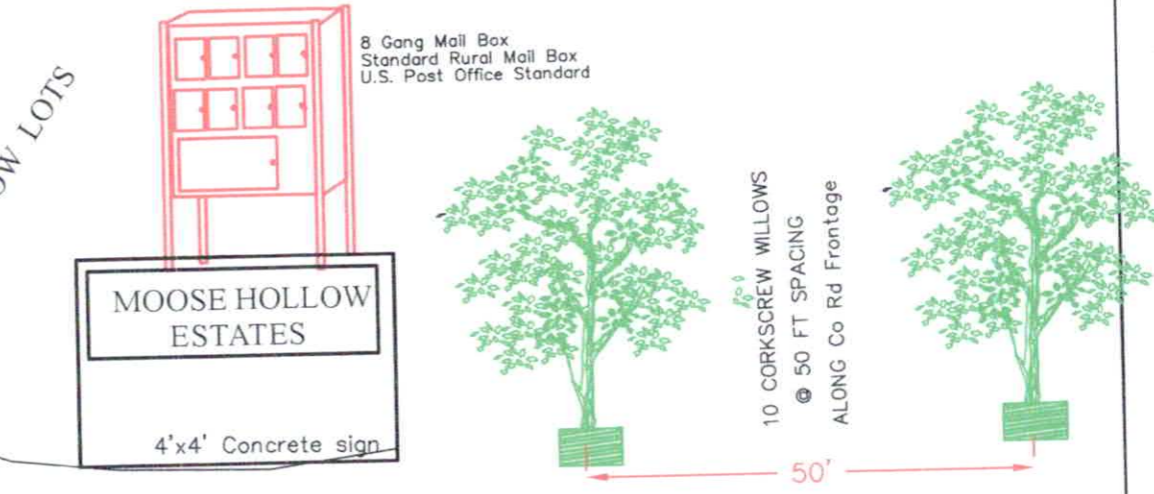 LOTS
8 Gang Mail Box
Standard Rural Mail Box
U.S. Post Office Standard
MOOSE HOLLOW
ESTATES
4'x4' Concrete sign
10 CORKSCREW WILLOWS
@ 50 FT SPACING
ALONG Co Rd Frontage
50'